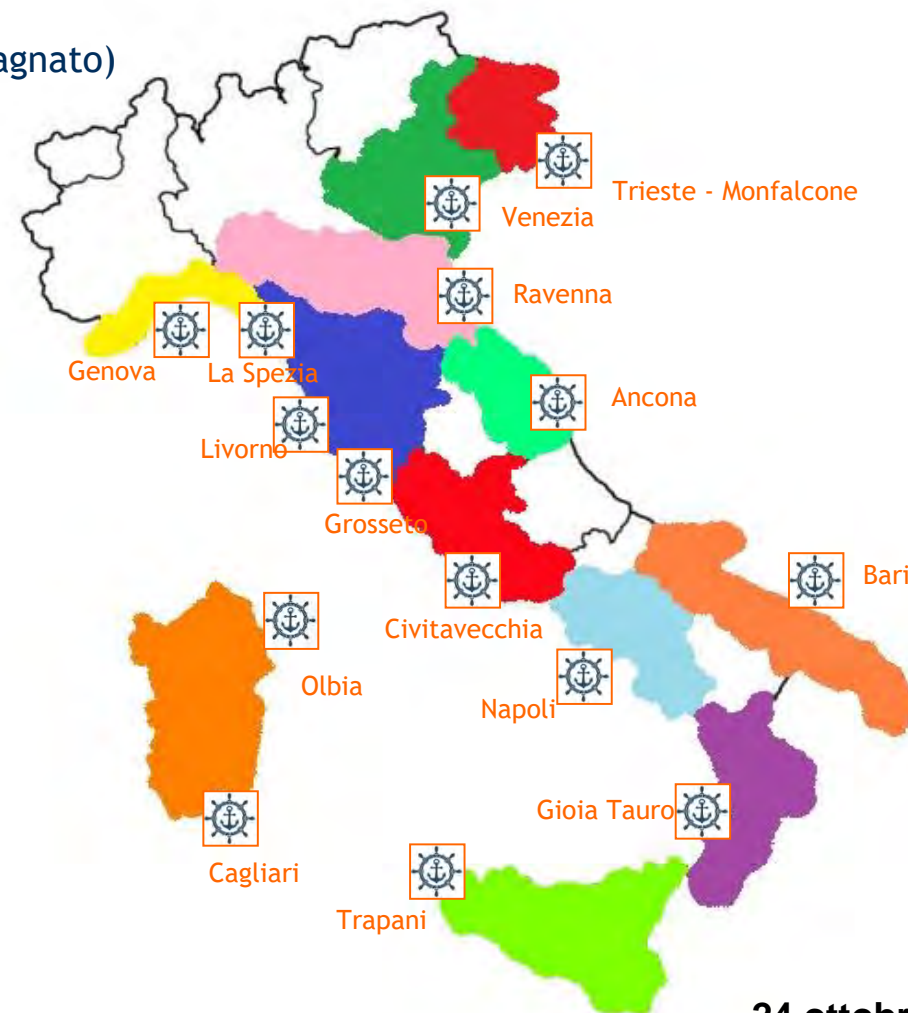 agnato)
Trieste - Monfalcone
Venezia
Ravenna
Genova
La Spezia
Ancona
Livorno
Grosseto
Bari
Civitavecchia
Olbia
Napoli
Gioia Tauro
Cagliari
Trapani